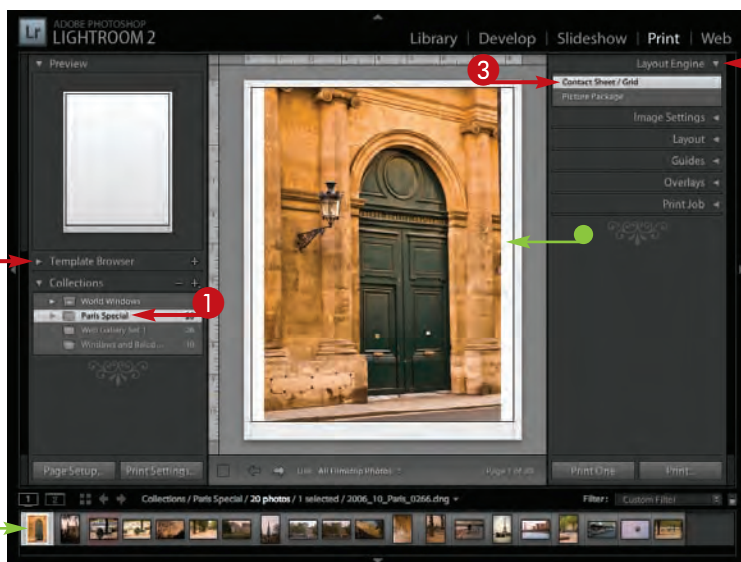 Lr ADOBE PHOTOSHOP
LIGHTROOM 2
Library | Develop | Slideshow | Print | Web
Preview
Layout Engine
3
Contact Sheet / Grid
Picture Package
Image Settings
Layout
Guides
Overlays
Print Job
Template Browser +
Collections - +
World Windows
1
Paris Special 20
Web Gallery Set 1
Windows and Balco...
Page Setup... Print Settings...
Use: All Filmstrip Photos
Page 1 of 20
Print One Print...
1 2 Collections / Paris Special / 20 photos / 1 selected / 2006_10_Paris_0266.dng
Filter: Custom Filter